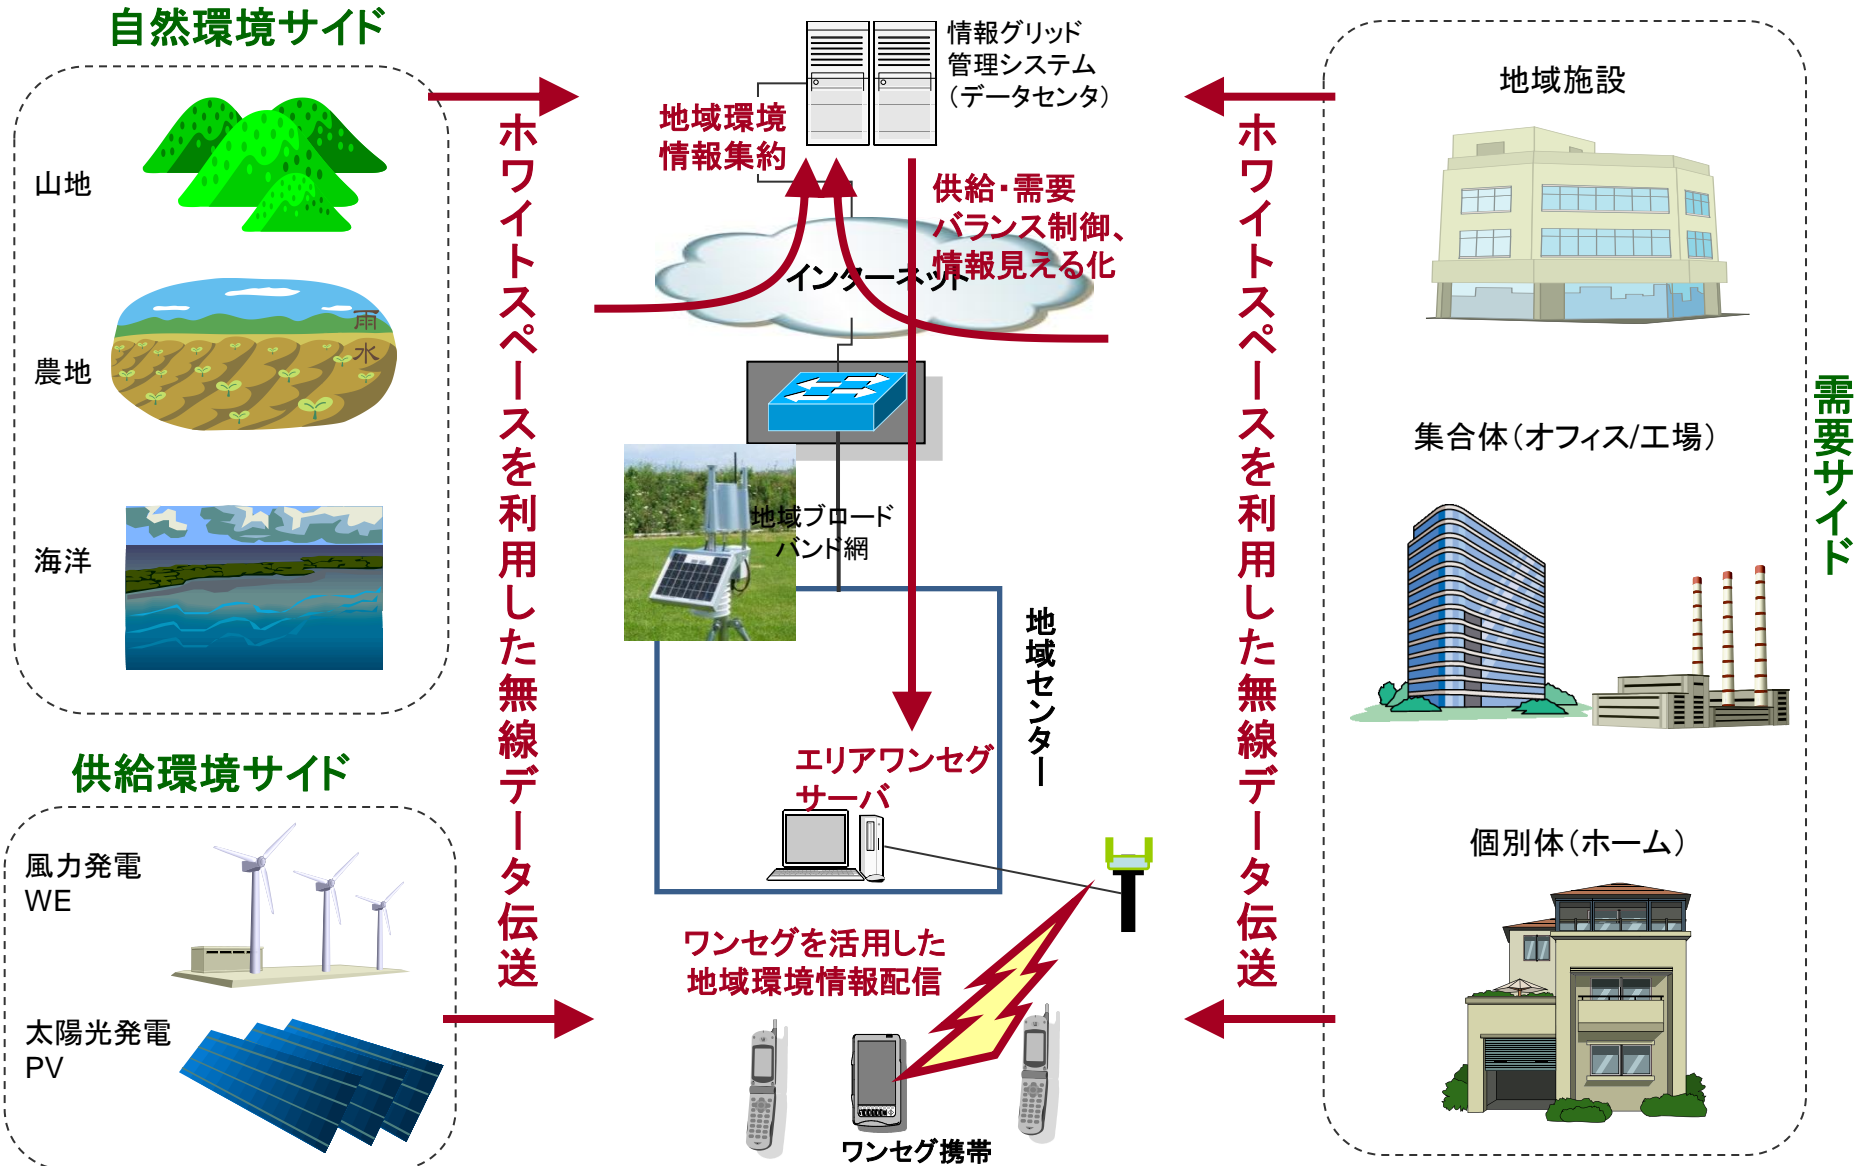 自然環境サイド
山地
農地
雨
水
海洋
供給環境サイド
風力発電
WE
太陽光発電
PV
ホワイトスペースを利用した無線データ伝送
情報グリッド
管理システム
（データセンタ）
地域環境
情報集約
供給・需要
バランス制御、
情報見える化
インターネット
地域ブロード
バンド網
地域センター
エリアワンセグ
サーバ
ワンセグを活用した
地域環境情報配信
ワンセグ携帯
ホワイトスペースを利用した無線データ伝送
需要サイド
地域施設
集合体（オフィス/工場）
個別体（ホーム）